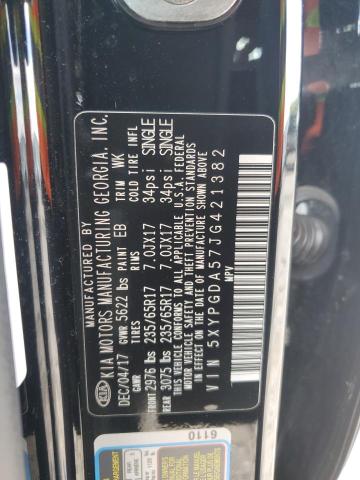 MANUFACTURED BY
KIA KIA MOTORS MANUFACTURING GEORGIA, INC.
DEC/04/17 GVWR 5622 lbs PAINT EB TRIM WK
TIRES RIMS COLD TIRE INFL
FRONT 2976 lbs 235/65R17 7.0JX17 34psi SINGLE
REAR 3075 lbs 235/65R17 7.0JX17 34psi SINGLE
THIS VEHICLE CONFORMS TO ALL APPLICABLE U.S.A FEDERAL
MOTOR VEHICLE SAFETY AND THEFT PREVENTION STANDARDS
IN EFFECT ON THE DATE OF MANUFACTURE SHOWN ABOVE
VIN 5XYPGDA57JG421382
MPV
6110